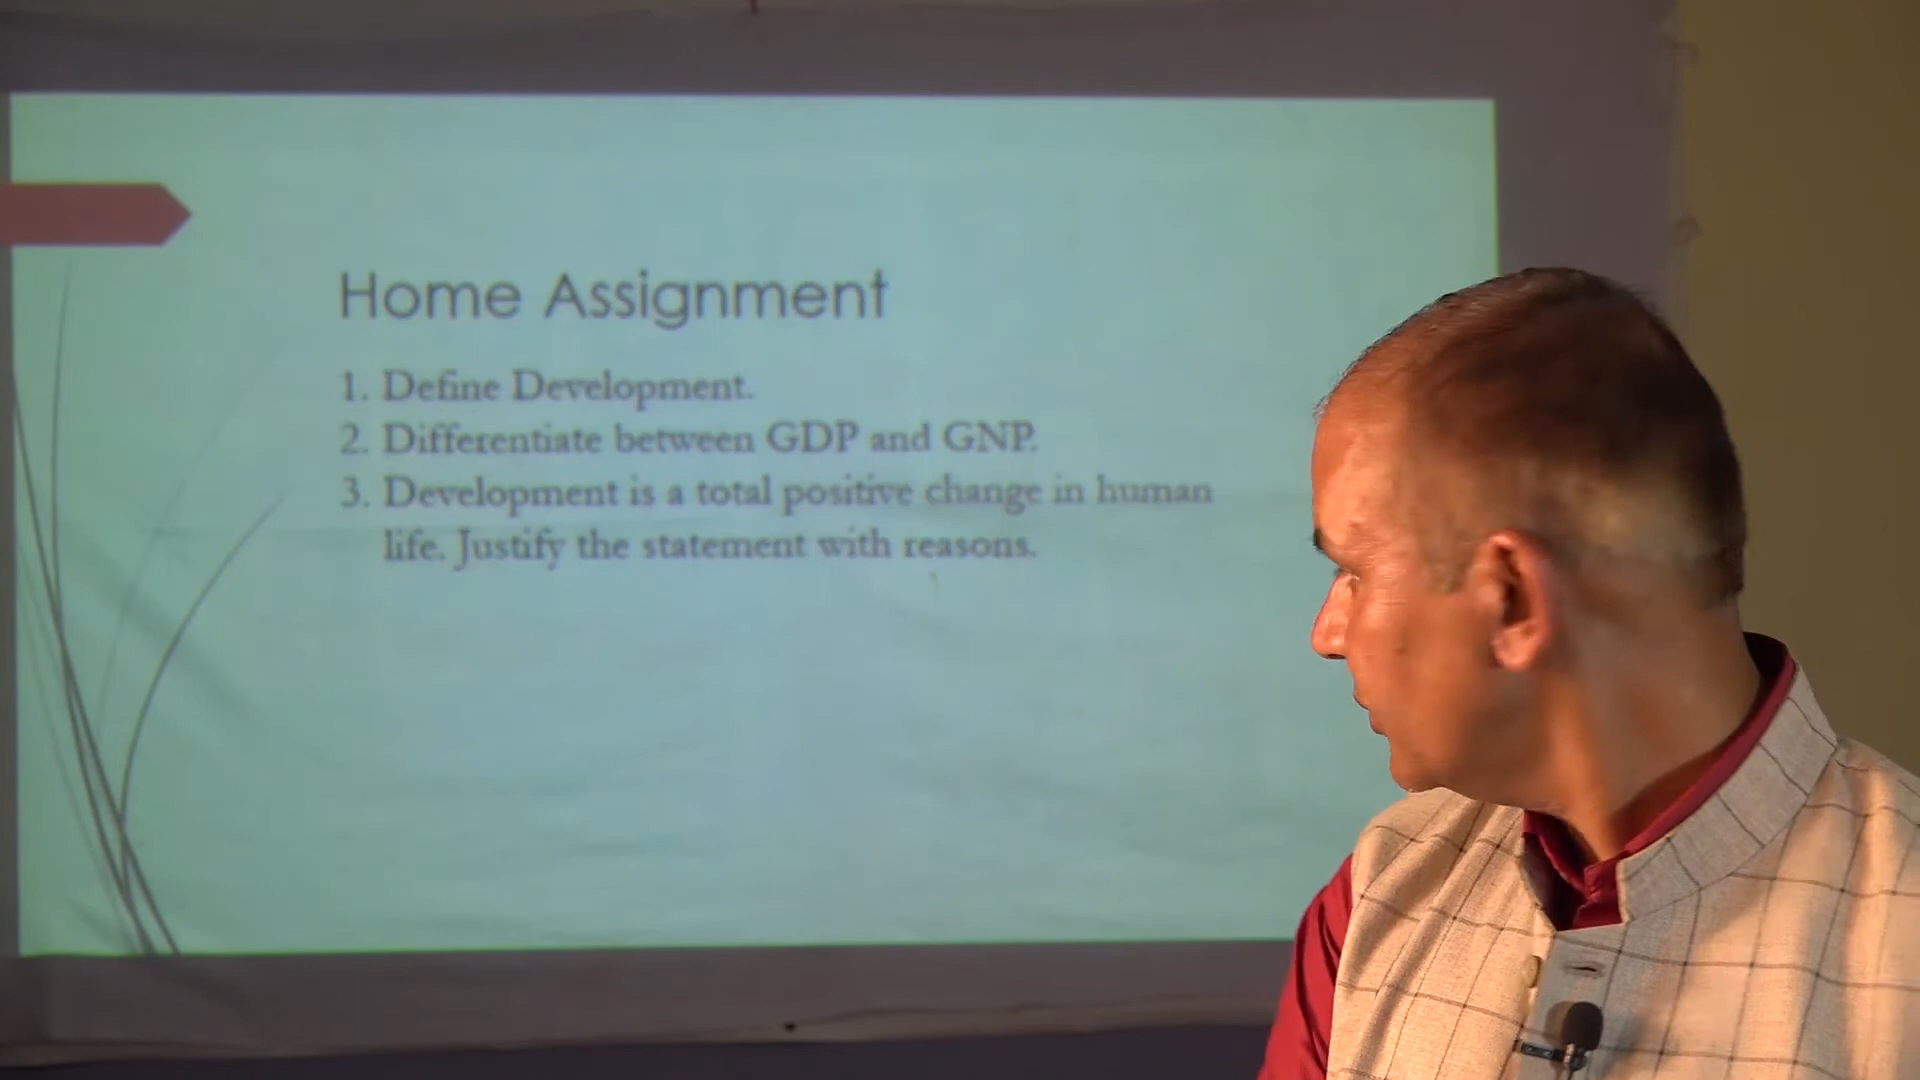 Home Assignment
1. Define Development.
2. Differentiate between GDP and GNP.
3. Development is a total positive change in human
life. Justify the statement with reasons.